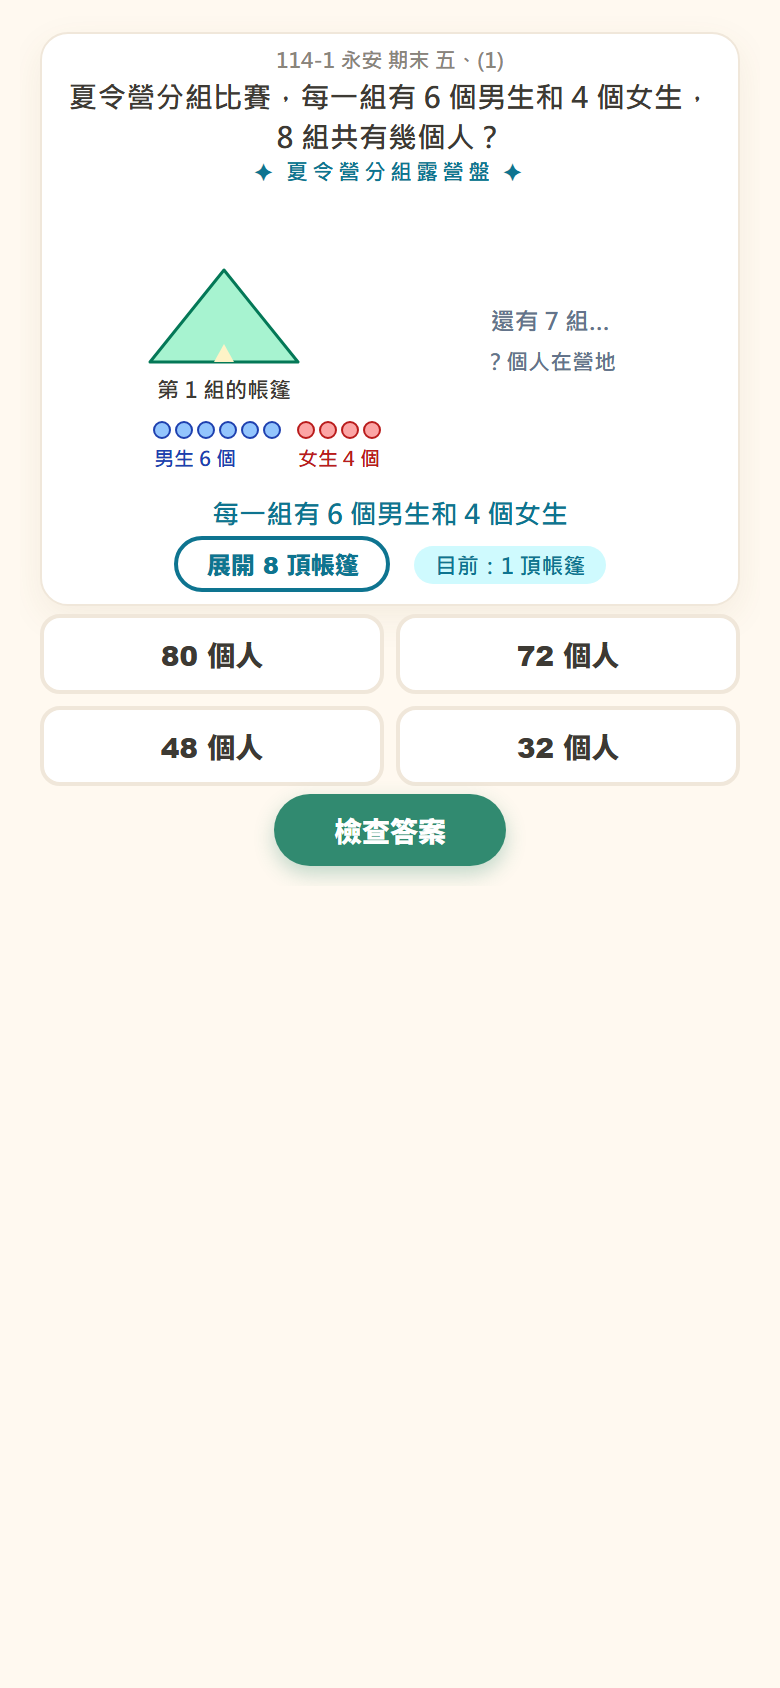 114-1 永安 期末 五、(1)
夏令營分組比賽，每一組有 6 個男生和 4 個女生，
8 組共有幾個人？
✦ 夏令營分組露營盤 ✦
還有 7 組...
? 個人在營地
第 1 組的帳篷
男生 6 個 女生 4 個
每一組有 6 個男生和 4 個女生
展開 8 頂帳篷 目前：1 頂帳篷
80 個人 72 個人
48 個人 32 個人
檢查答案